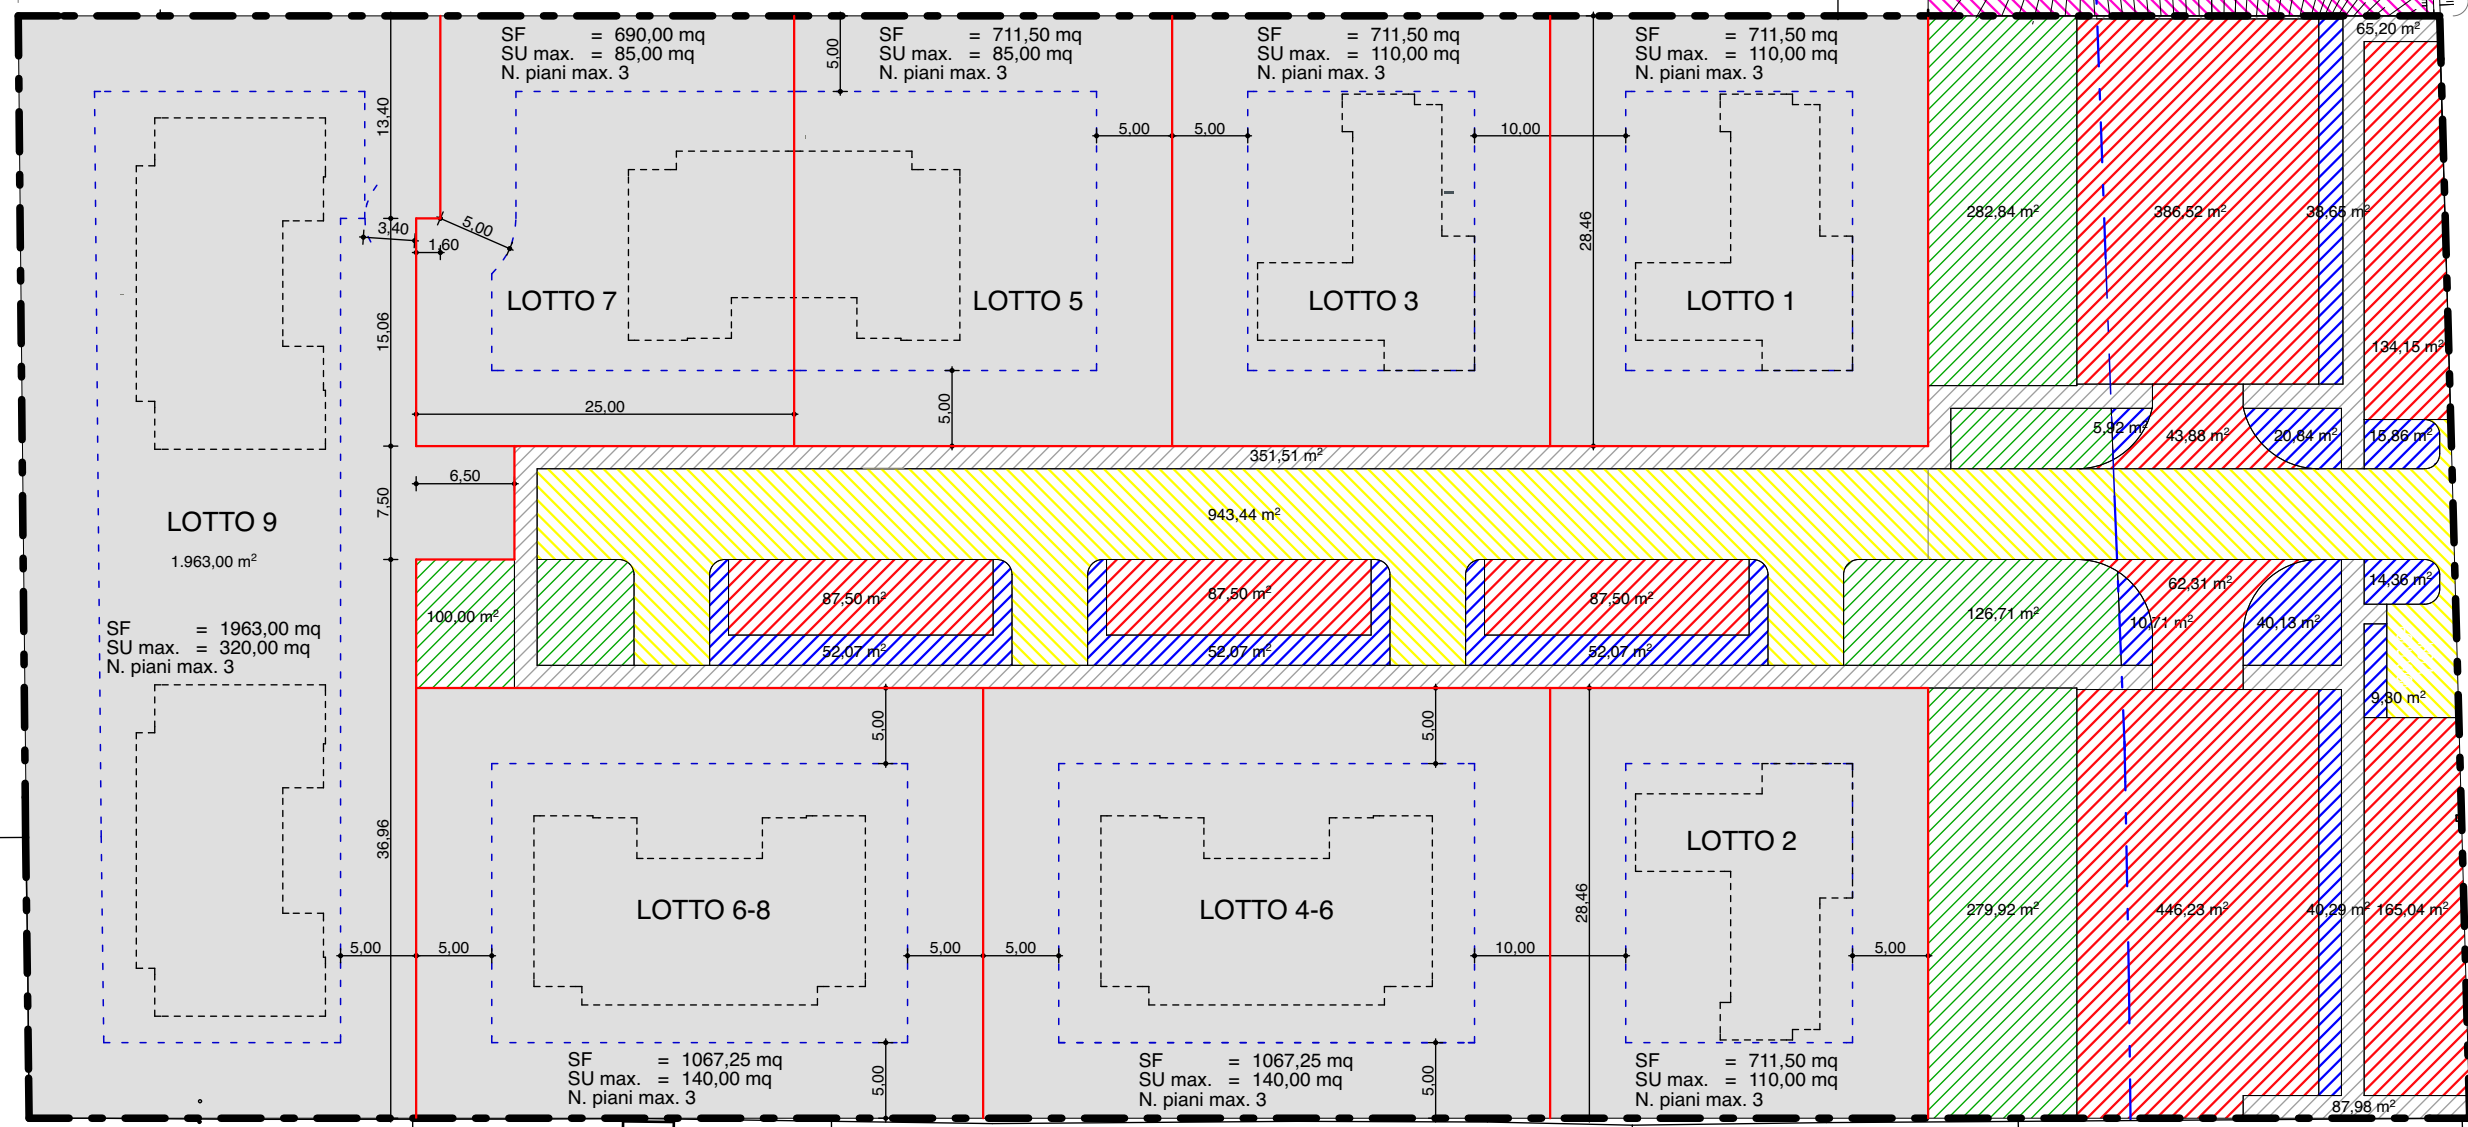 SF = 690,00 mq
SU max. = 85,00 mq
N. piani max. 3
SF = 711,50 mq
SU max. = 85,00 mq
N. piani max. 3
SF = 711,50 mq
SU max. = 110,00 mq
N. piani max. 3
SF = 711,50 mq
SU max. = 110,00 mq
N. piani max. 3
65,20 m²
5,00
13,40
5,00
5,00
10,00
3,40
5,00
1,60
28,46
282,84 m²
386,52 m²
38,65 m²
LOTTO 7
LOTTO 5
LOTTO 3
LOTTO 1
15,06
134,15 m²
25,00
5,00
5,92 m²
43,88 m²
20,84 m²
15,86 m²
351,51 m²
6,50
7,50
LOTTO 9
943,44 m²
1.963,00 m²
100,00 m²
87,50 m²
87,50 m²
87,50 m²
62,31 m²
14,36 m²
126,71 m²
10,71 m²
40,13 m²
SF = 1963,00 mq
SU max. = 320,00 mq
N. piani max. 3
52,07 m²
52,07 m²
52,07 m²
9,80 m²
5,00
5,00
36,96
LOTTO 2
LOTTO 6-8
LOTTO 4-6
28,46
279,92 m²
446,23 m²
40,29 m²
165,04 m²
5,00
5,00
5,00
5,00
10,00
5,00
SF = 1067,25 mq
SU max. = 140,00 mq
N. piani max. 3
5,00
SF = 1067,25 mq
SU max. = 140,00 mq
N. piani max. 3
5,00
SF = 711,50 mq
SU max. = 110,00 mq
N. piani max. 3
87,98 m²